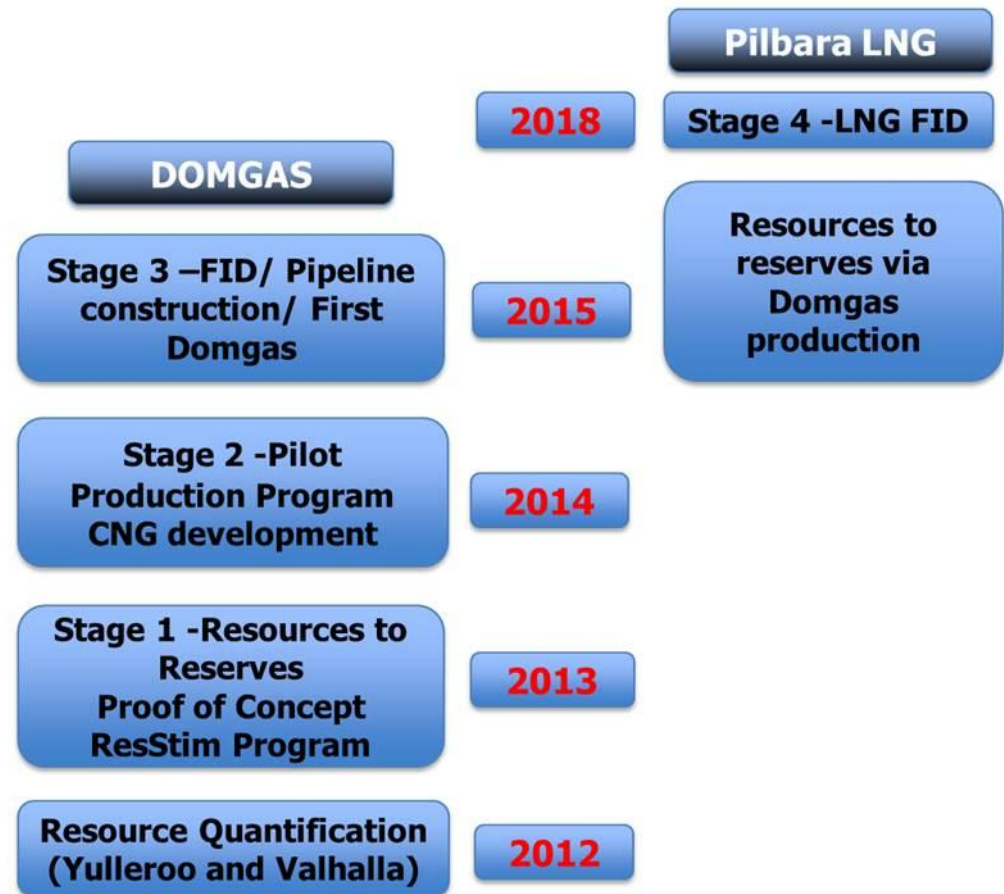 Pilbara LNG
2018
Stage 4 -LNG FID
DOMGAS
Stage 3 –FID/ Pipeline
construction/ First
Domgas
2015
Resources to
reserves via
Domgas
production
Stage 2 -Pilot
Production Program
CNG development
2014
Stage 1 -Resources to
Reserves
Proof of Concept
ResStim Program
2013
Resource Quantification
(Yulleroo and Valhalla)
2012